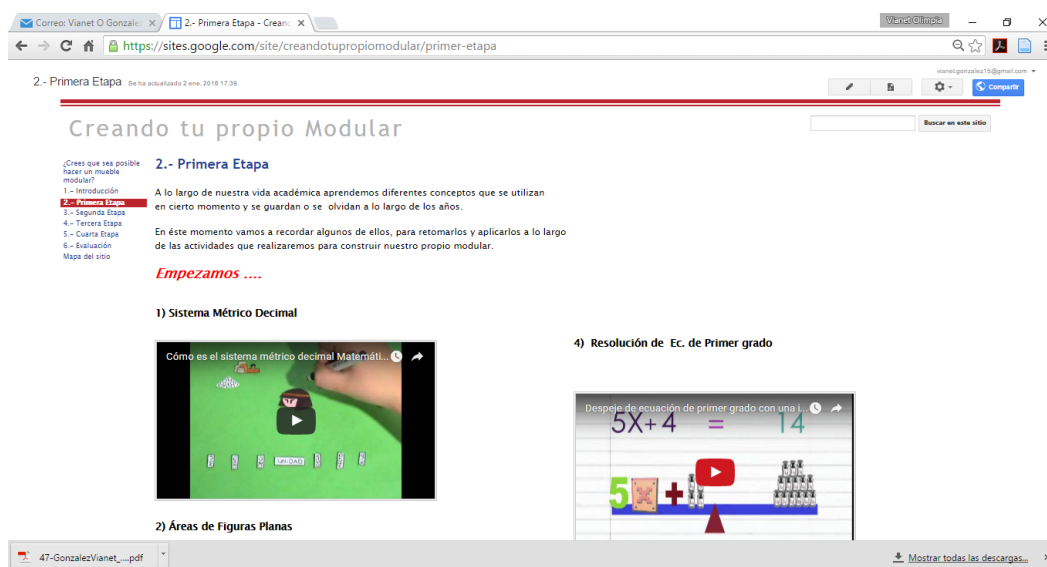 Correo: Vianet O Gonzalez
2.- Primera Etapa - Creand
Vianet Olimpia
https://sites.google.com/site/creandotupropiomodular/primer-etapa
vianet.gonzalez15@gmail.com
2.- Primera Etapa Se ha actualizado 2 ene. 2016 17:39.
Compartir
Creando tu propio Modular
Buscar en este sitio
¿Crees que sea posible
hacer un mueble
modular?
1.- Introducción
2.- Primera Etapa
3.- Segunda Etapa
4.- Tercera Etapa
5.- Cuarta Etapa
6.- Evaluación
Mapa del sitio
2.- Primera Etapa
A lo largo de nuestra vida académica aprendemos diferentes conceptos que se utilizan
en cierto momento y se guardan o se olvidan a lo largo de los años.
En éste momento vamos a recordar algunos de ellos, para retomarlos y aplicarlos a lo largo
de las actividades que realizaremos para construir nuestro propio modular.
Empezamos ....
1) Sistema Métrico Decimal
Cómo es el sistema métrico decimal Matemáti...
UNIDAD
2) Áreas de Figuras Planas
4) Resolución de Ec. de Primer grado
Despeje de ecuación de primer grado con una i...
5X+4 = 14
5 x +
47-GonzalezVianet_....pdf
Mostrar todas las descargas...